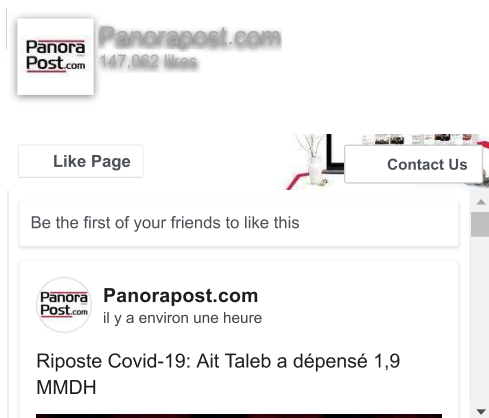 Panora
Post.com
Panorapost.com
147,062 likes
Like Page
Contact Us
Be the first of your friends to like this
Panora
Post.com
Panorapost.com
il y a environ une heure
Riposte Covid-19: Ait Taleb a dépensé 1,9
MMDH